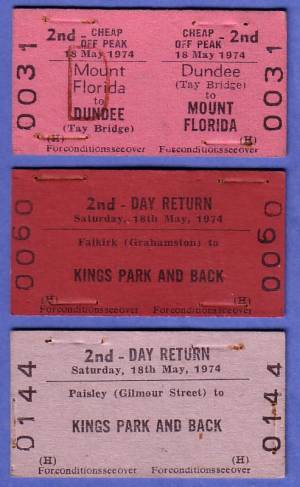 2nd - CHEAP OFF PEAK
18 May 1974
Mount Florida
to
DUNDEE
(Tay Bridge)
CHEAP OFF PEAK - 2nd
18 May 1974
Dundee
(Tay Bridge)
to
MOUNT FLORIDA
0031
0031
(H)
(H)
Forconditionsseeover
Forconditionsseeover
2nd - DAY RETURN
Saturday, 18th May, 1974
Falkirk (Grahamston) to
KINGS PARK AND BACK
0060
0060
(H)
(H)
Forconditionsseeover
Forconditionsseeover
2nd - DAY RETURN
Saturday, 18th May, 1974
Paisley (Gilmour Street) to
KINGS PARK AND BACK
0144
0144
(H)
(H)
Forconditionsseeover
Forconditionsseeover